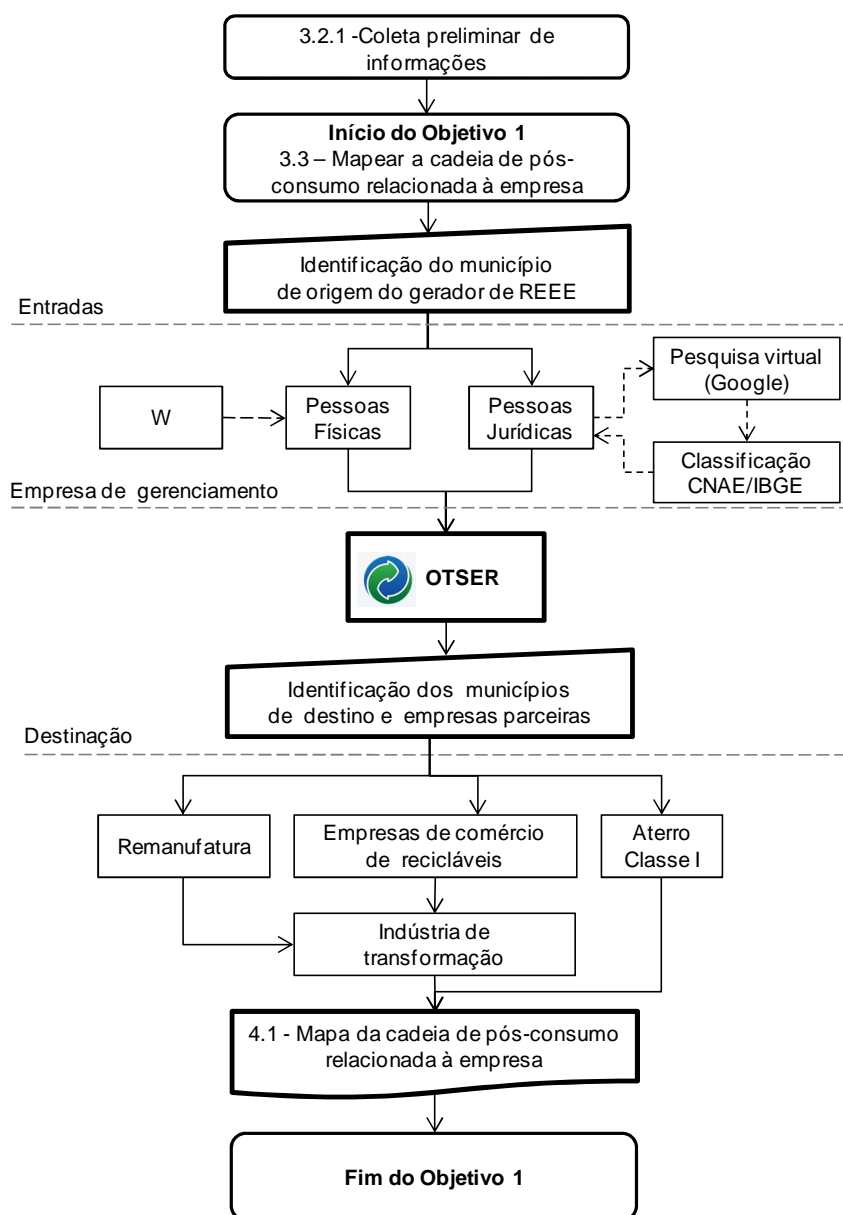 3.2.1 -Coleta preliminar de
informações
Início do Objetivo 1
3.3 – Mapear a cadeia de pós-
consumo relacionada à empresa
Identificação do município
de origem do gerador de REEE
Entradas
W
Pessoas
Físicas
Pessoas
Jurídicas
Pesquisa virtual
(Google)
Classificação
CNAE/IBGE
Empresa de gerenciamento
OTSER
Identificação dos municípios
de destino e empresas parceiras
Destinação
Remanufatura
Empresas de comércio
de recicláveis
Aterro
Classe I
Indústria de
transformação
4.1 - Mapa da cadeia de pós-consumo
relacionada à empresa
Fim do Objetivo 1